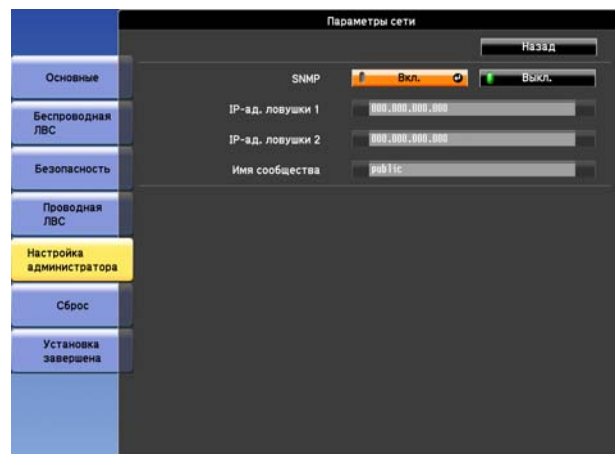 Параметры сети
Назад
Основные
Беспроводная
ЛВС
Безопасность
Проводная
ЛВС
Настройка
администратора
Сброс
Установка
завершена
SNMP Вкл. Выкл.
IP-ад. ловушки 1 000.000.000.000
IP-ад. ловушки 2 000.000.000.000
Имя сообщества public